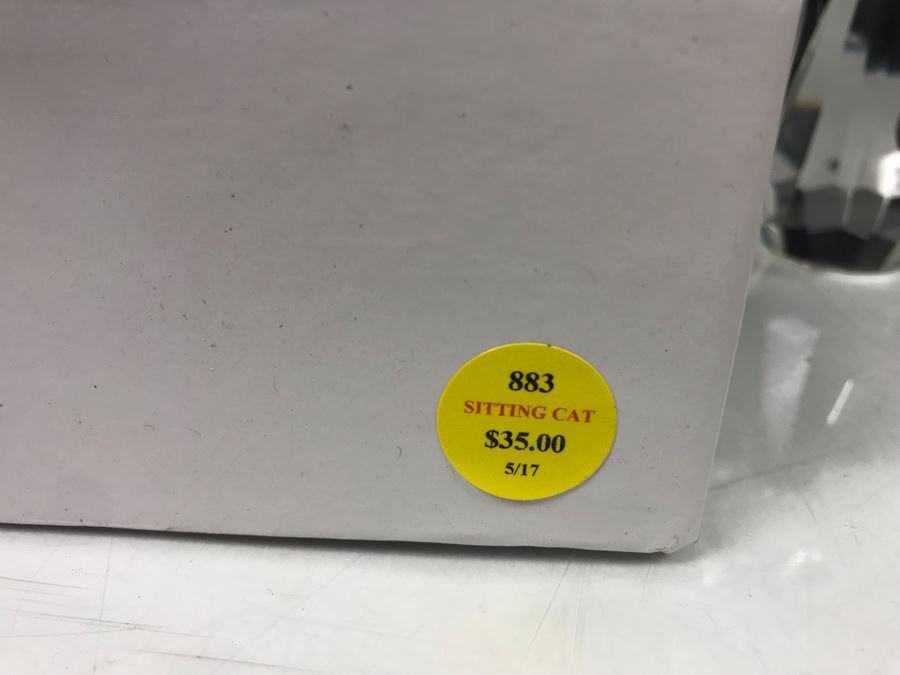 883
SITTING CAT
$35.00
5/17